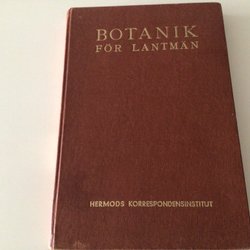 BOTANIK
FÖR LANTMÄN
HERMODS KORRESPONDENSINSTITUT